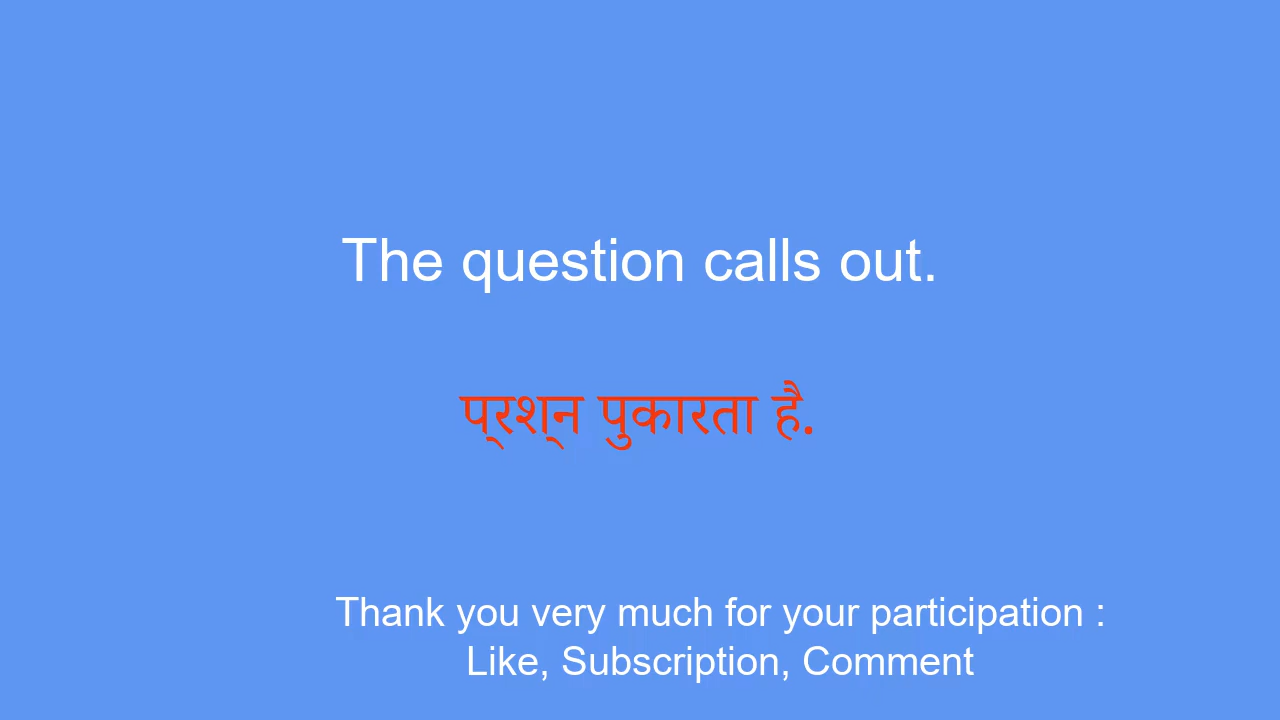 The question calls out.
प्रश्न पुकारता है.
Thank you very much for your participation :
Like, Subscription, Comment